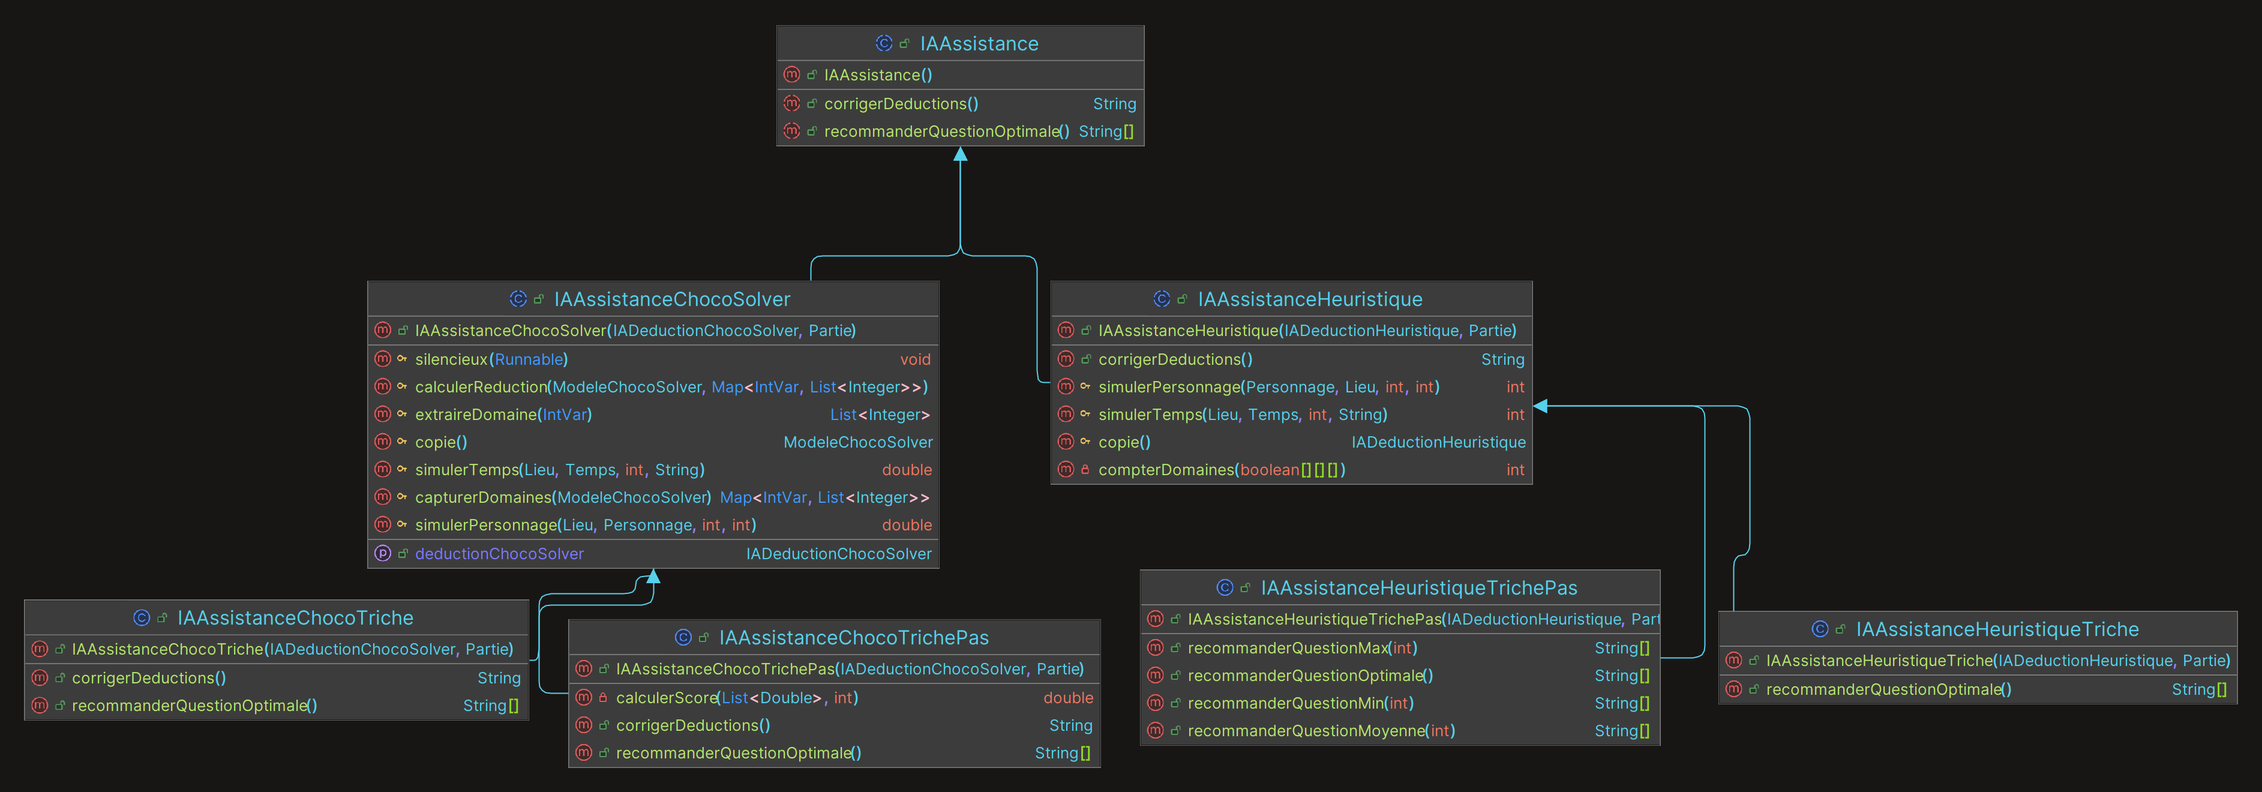 IAAssistance
IAAssistance()
corrigerDeductions() String
recommanderQuestionOptimale() String[]
IAAssistanceChocoSolver
IAAssistanceChocoSolver(IADeductionChocoSolver, Partie)
silencieux(Runnable) void
calculerReduction(ModeleChocoSolver, Map<IntVar, List<Integer>>)
extraireDomaine(IntVar) List<Integer>
copie() ModeleChocoSolver
simulerTemps(Lieu, Temps, int, String) double
capturerDomaines(ModeleChocoSolver) Map<IntVar, List<Integer>>
simulerPersonnage(Lieu, Personnage, int, int) double
deductionChocoSolver IADeductionChocoSolver
IAAssistanceHeuristique
IAAssistanceHeuristique(IADeductionHeuristique, Partie)
corrigerDeductions() String
simulerPersonnage(Personnage, Lieu, int, int) int
simulerTemps(Lieu, Temps, int, String) int
copie() IADeductionHeuristique
compterDomaines(boolean[][][]) int
IAAssistanceChocoTriche
IAAssistanceChocoTriche(IADeductionChocoSolver, Partie)
corrigerDeductions() String
recommanderQuestionOptimale() String[]
IAAssistanceChocoTrichePas
IAAssistanceChocoTrichePas(IADeductionChocoSolver, Partie)
calculerScore(List<Double>, int) double
corrigerDeductions() String
recommanderQuestionOptimale() String[]
IAAssistanceHeuristiqueTrichePas
IAAssistanceHeuristiqueTrichePas(IADeductionHeuristique, Part
recommanderQuestionMax(int) String[]
recommanderQuestionOptimale() String[]
recommanderQuestionMin(int) String[]
recommanderQuestionMoyenne(int) String[]
IAAssistanceHeuristiqueTriche
IAAssistanceHeuristiqueTriche(IADeductionHeuristique, Partie)
recommanderQuestionOptimale() String[]